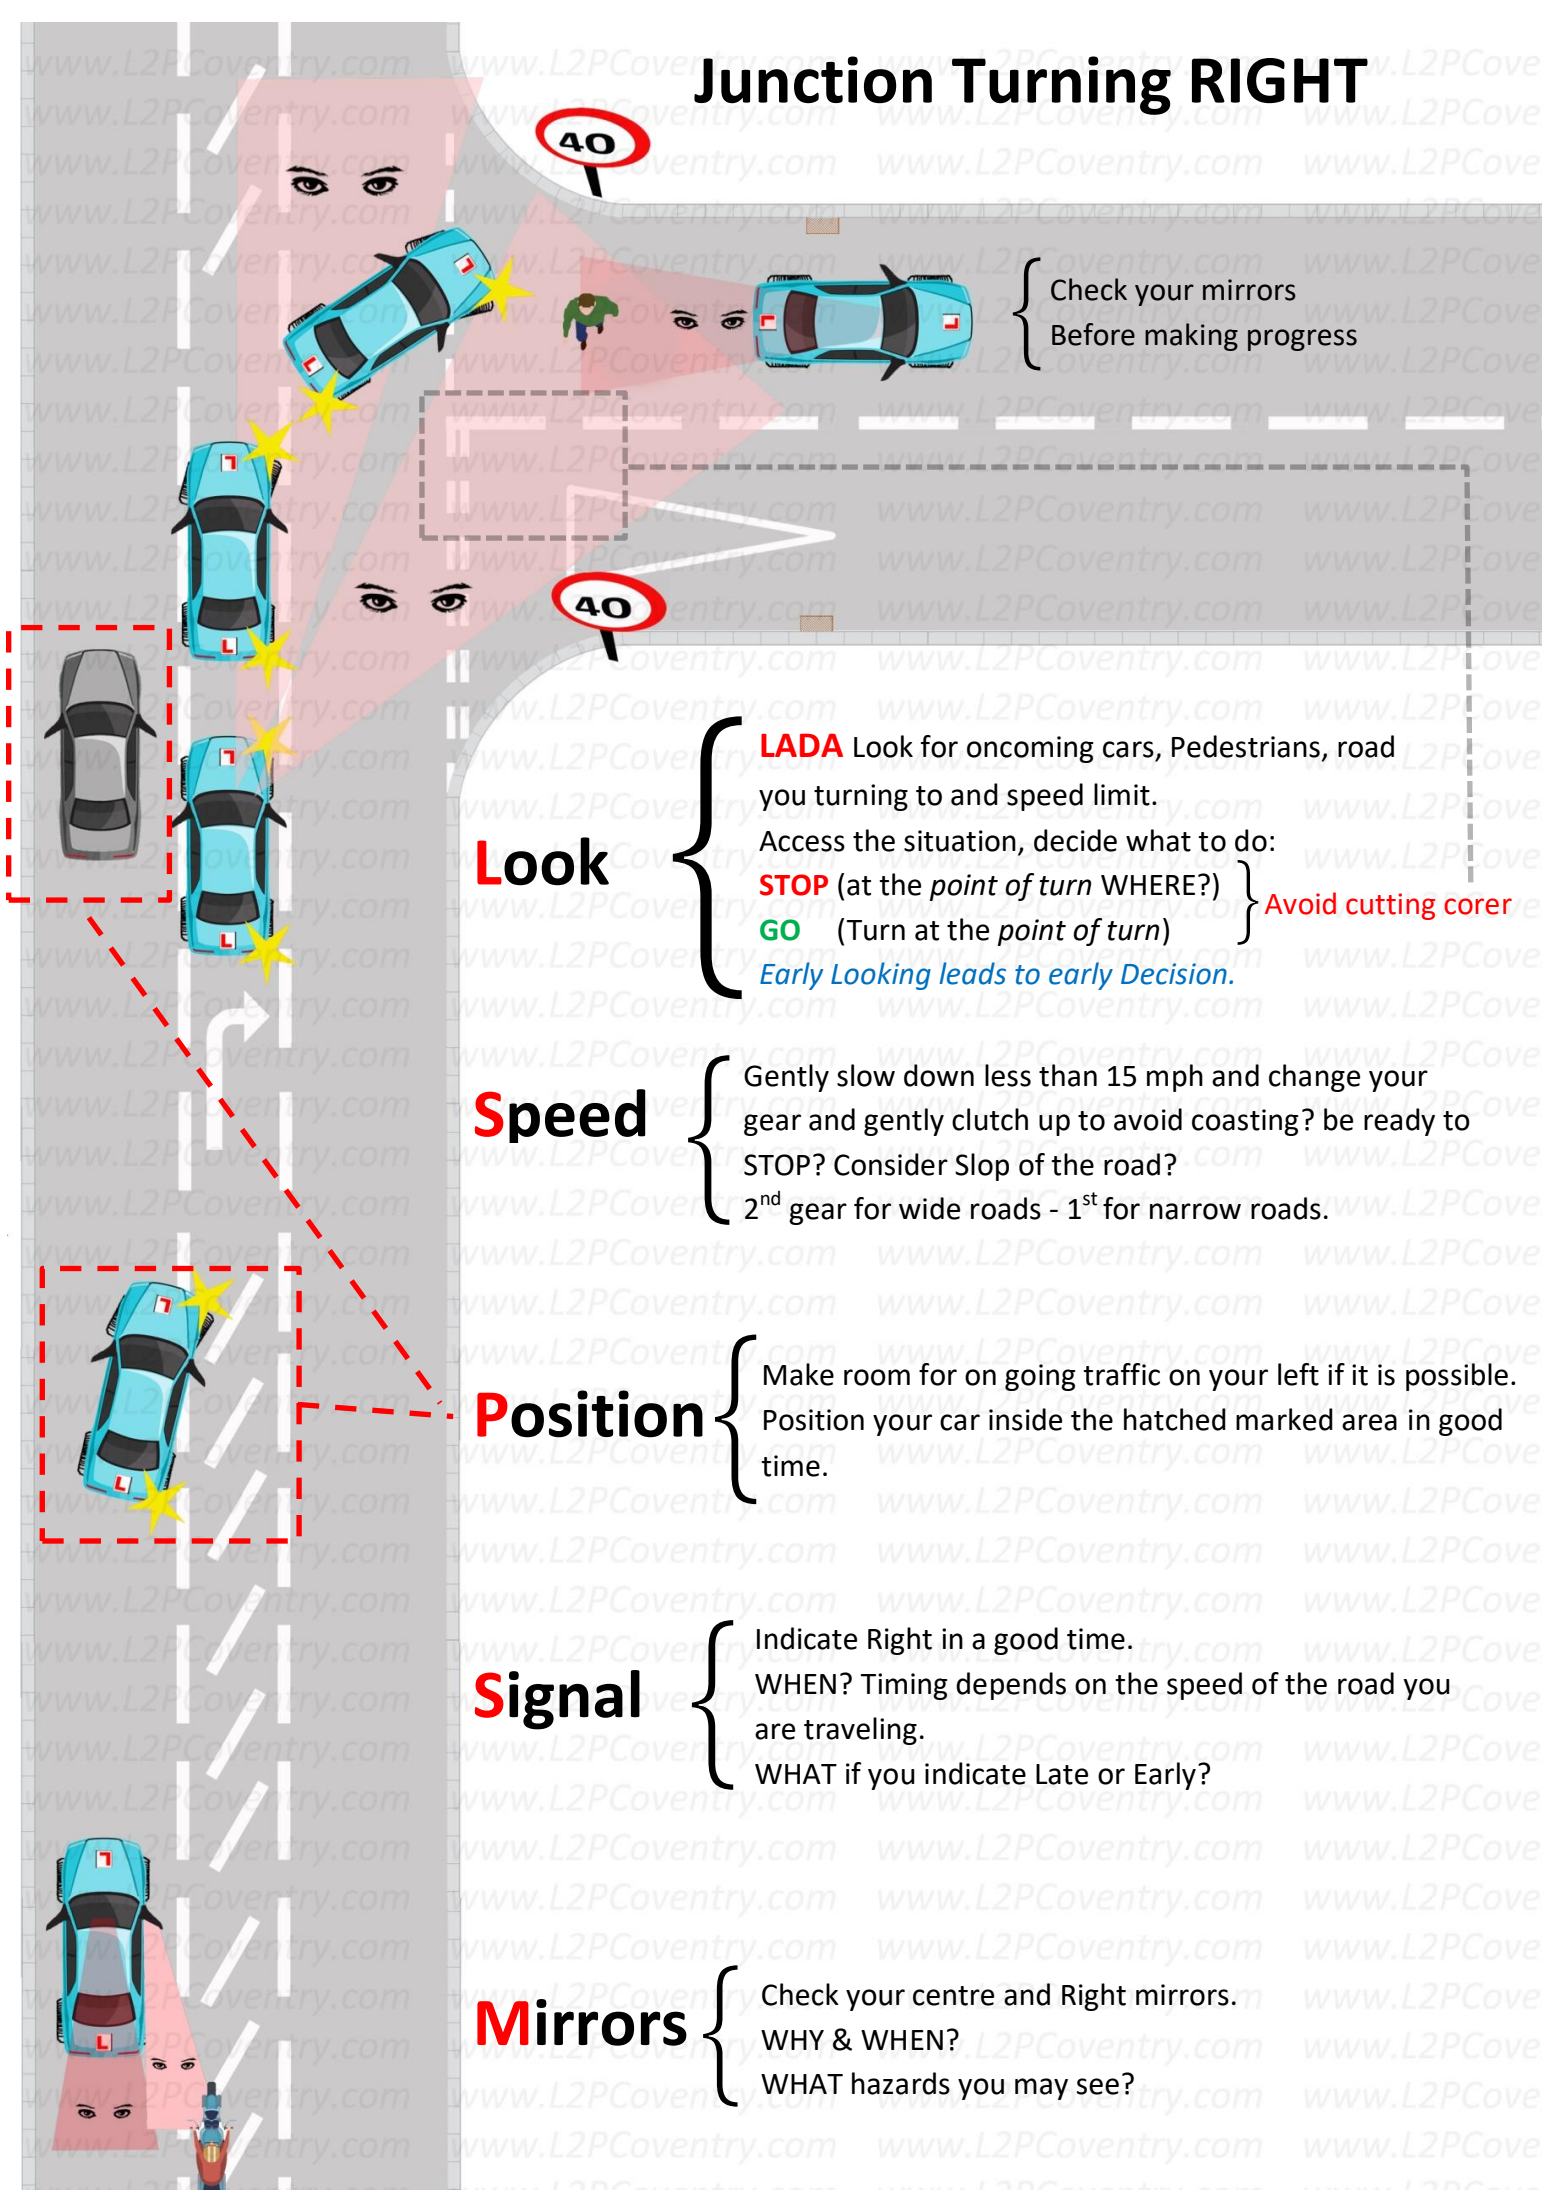 Junction Turning RIGHT
40
Check your mirrors
Before making progress
40
Look
LADA Look for oncoming cars, Pedestrians, road
you turning to and speed limit.
Access the situation, decide what to do:
STOP (at the point of turn WHERE?)
GO (Turn at the point of turn)
Avoid cutting corer
Early Looking leads to early Decision.
Speed
Gently slow down less than 15 mph and change your
gear and gently clutch up to avoid coasting? be ready to
STOP? Consider Slop of the road?
2nd gear for wide roads - 1st for narrow roads.
Position
Make room for on going traffic on your left if it is possible.
Position your car inside the hatched marked area in good
time.
Signal
Indicate Right in a good time.
WHEN? Timing depends on the speed of the road you
are traveling.
WHAT if you indicate Late or Early?
Mirrors
Check your centre and Right mirrors.
WHY & WHEN?
WHAT hazards you may see?
L
L
L
L
L
L
L
L
L
L
L
L
www.L2PCoventry.com